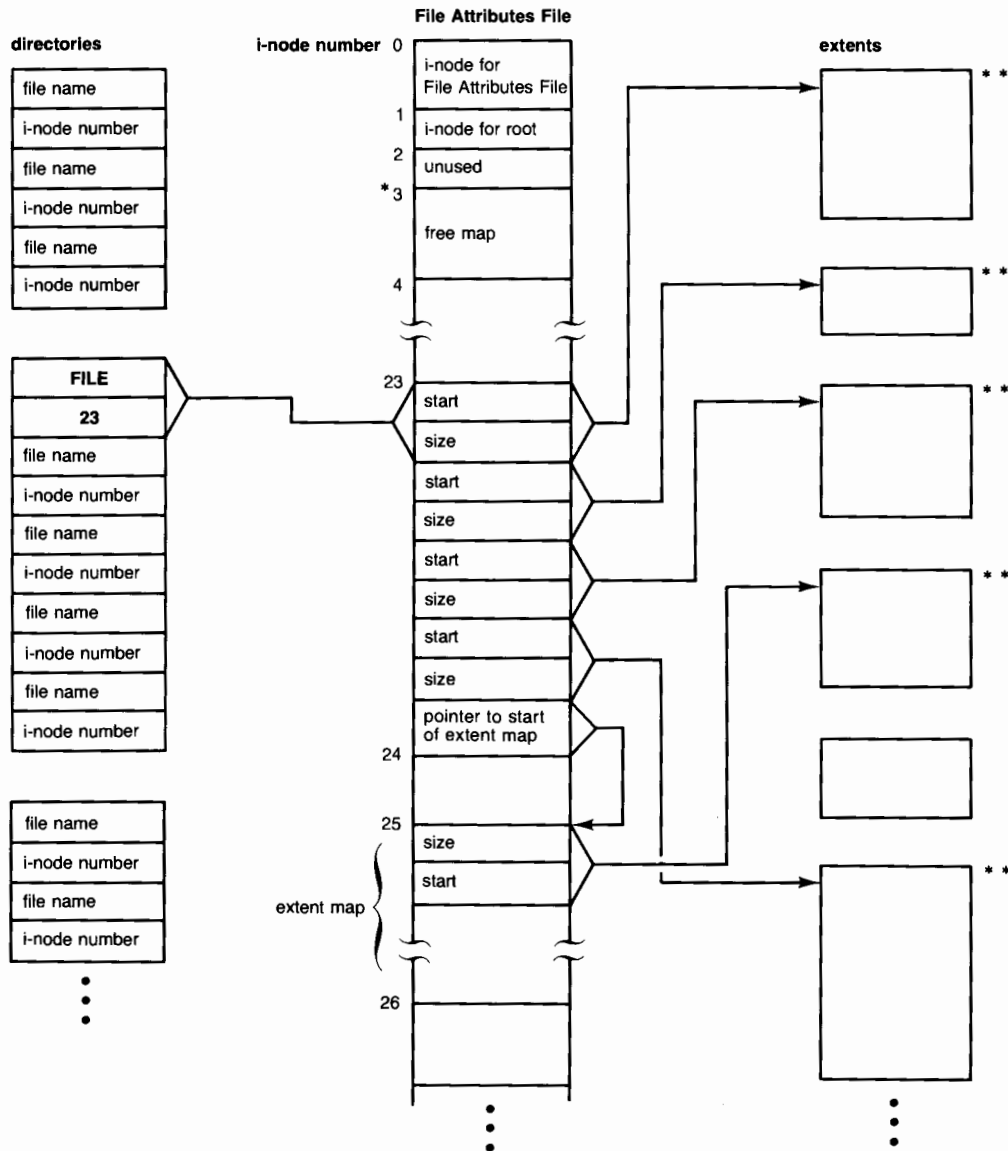 File Attributes File
directories
i-node number 0
extents
file name
i-node number
file name
i-node number
file name
i-node number
FILE
23
file name
i-node number
file name
i-node number
file name
i-node number
file name
i-node number
file name
i-node number
file name
i-node number
i-node for
File Attributes File
1
i-node for root
2
unused
*3
free map
4
23
start
size
start
size
start
size
start
size
pointer to start
of extent map
24
25
size
start
extent map
26
* *
* *
* *
* *
* *